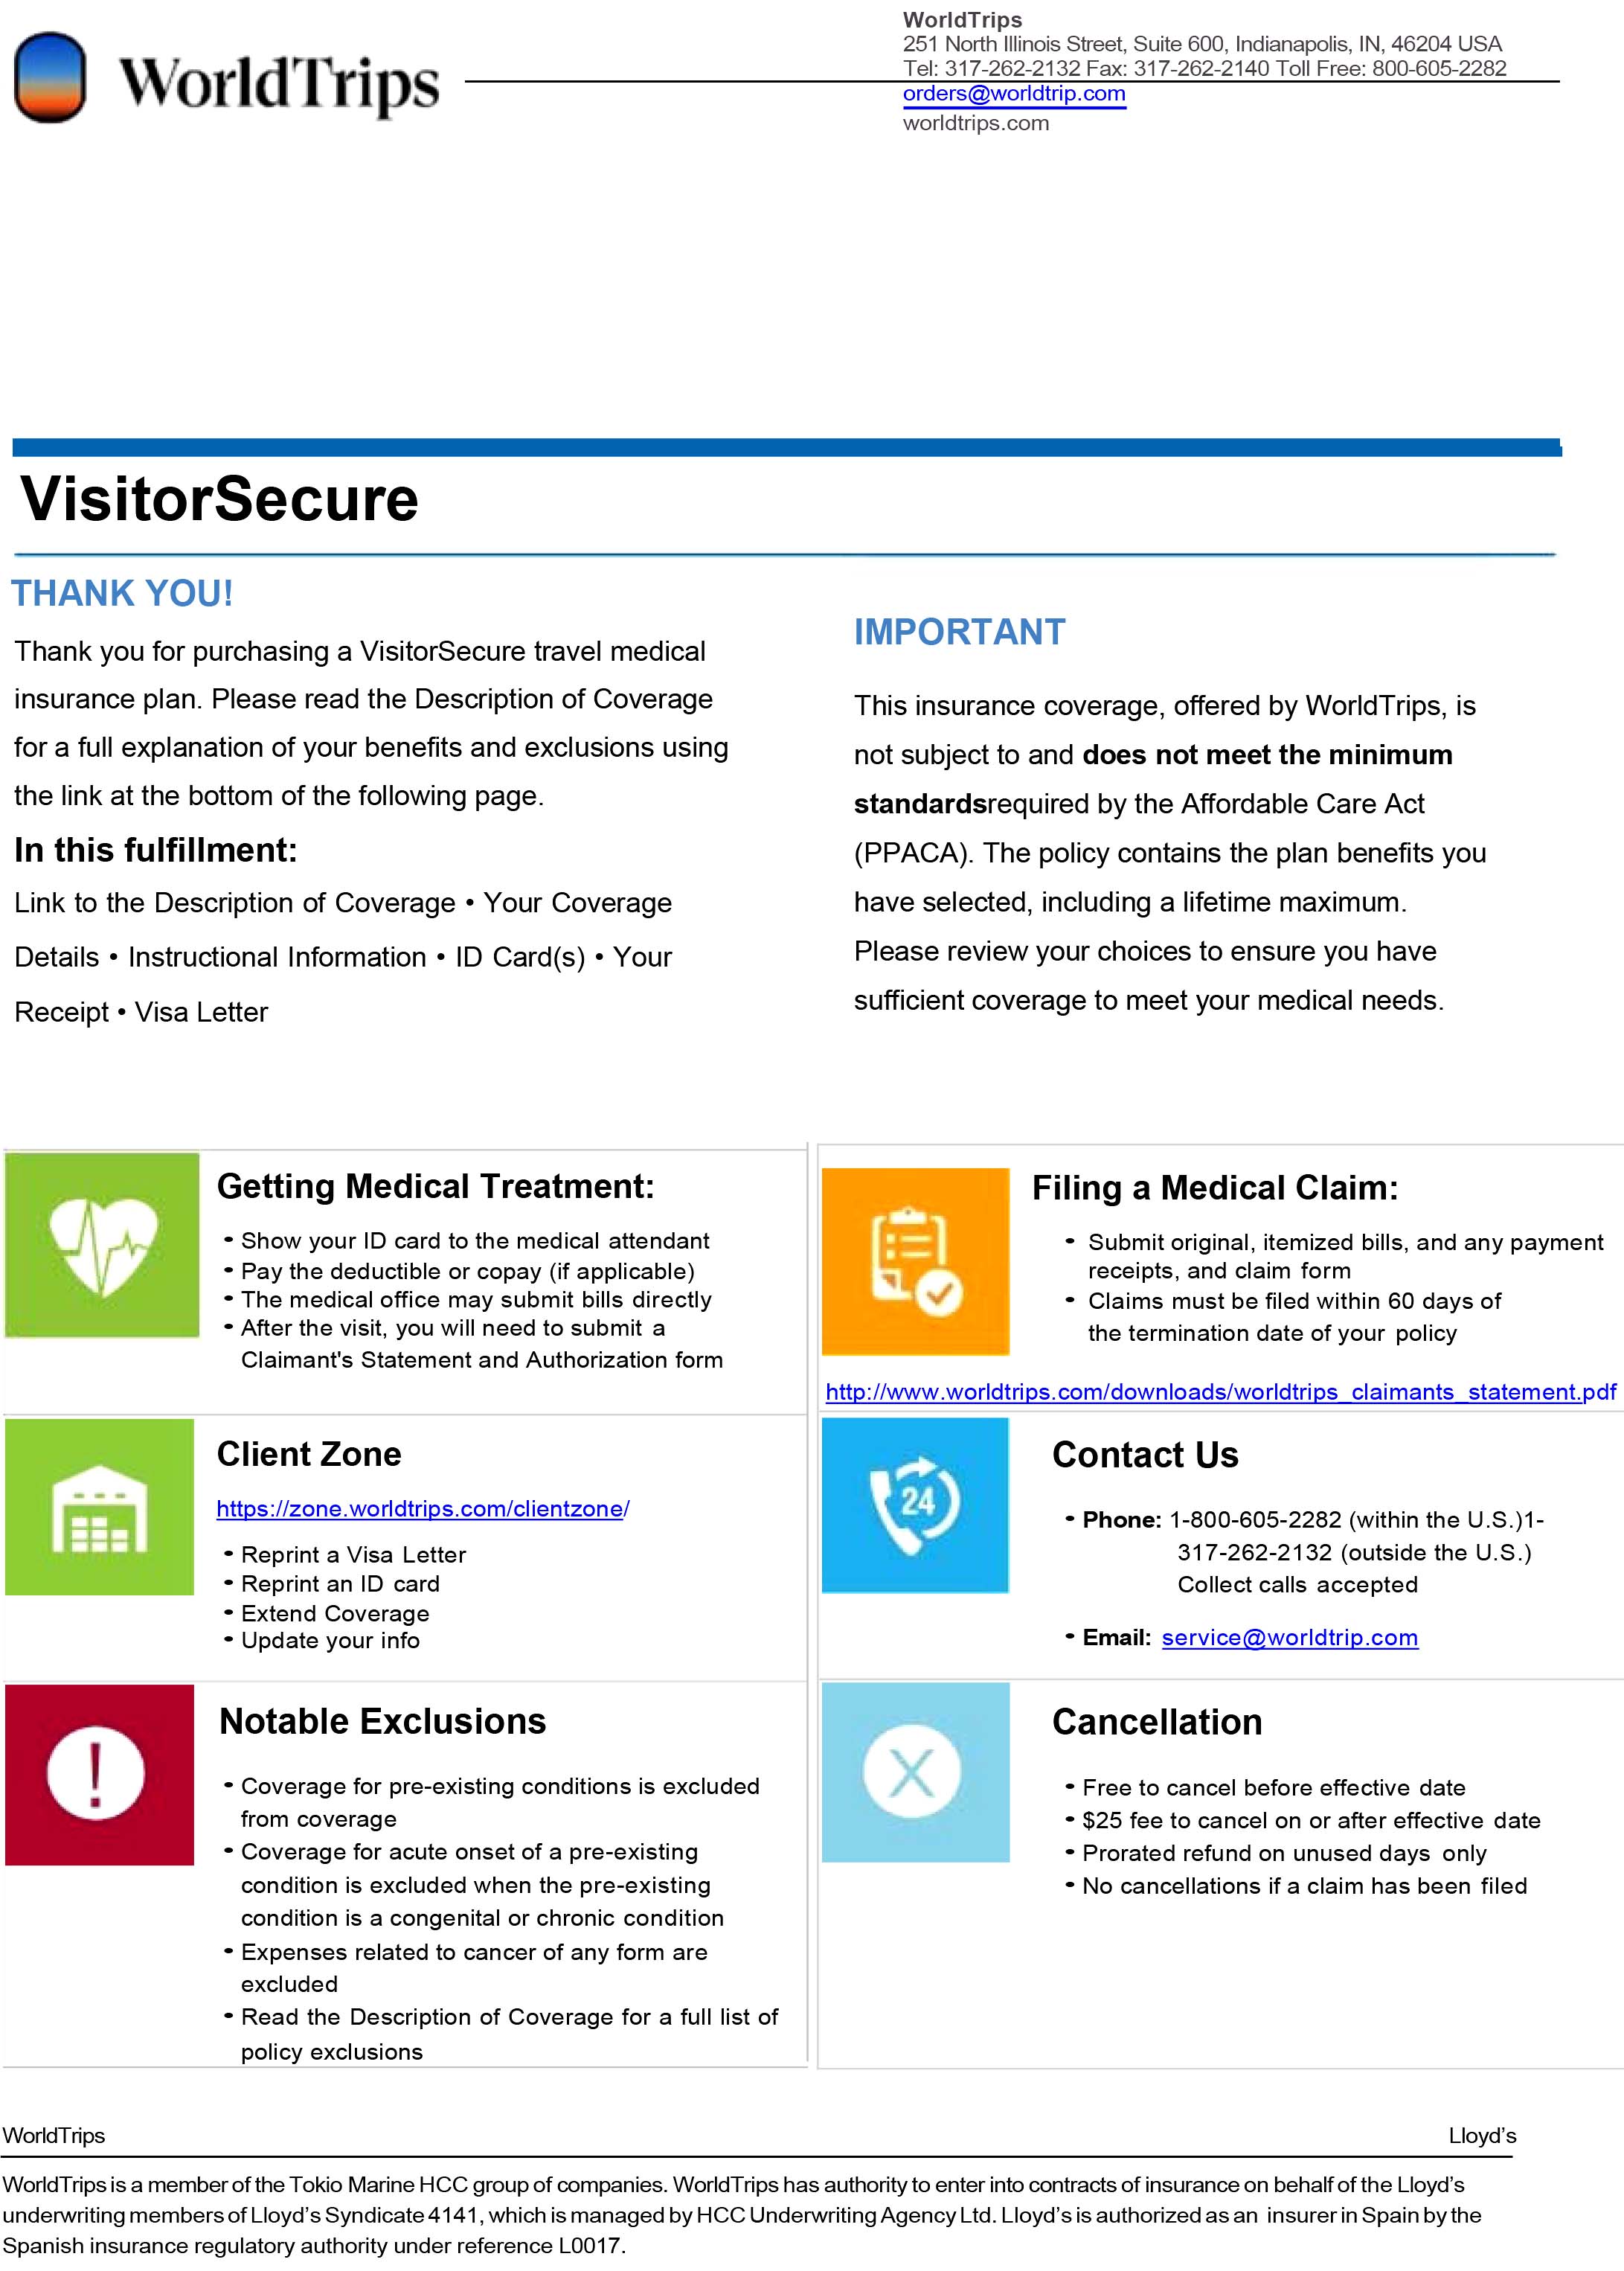 WorldTrips
WorldTrips
251 North Illinois Street, Suite 600, Indianapolis, IN, 46204 USA
Tel: 317-262-2132 Fax: 317-262-2140 Toll Free: 800-605-2282
orders@worldtrip.com
worldtrips.com
VisitorSecure
THANK YOU!
Thank you for purchasing a VisitorSecure travel medical
insurance plan. Please read the Description of Coverage
for a full explanation of your benefits and exclusions using
the link at the bottom of the following page.
In this fulfillment:
Link to the Description of Coverage • Your Coverage
Details • Instructional Information • ID Card(s) • Your
Receipt • Visa Letter
IMPORTANT
This insurance coverage, offered by WorldTrips, is
not subject to and does not meet the minimum
standardsrequired by the Affordable Care Act
(PPACA). The policy contains the plan benefits you
have selected, including a lifetime maximum.
Please review your choices to ensure you have
sufficient coverage to meet your medical needs.
Getting Medical Treatment:
• Show your ID card to the medical attendant
• Pay the deductible or copay (if applicable)
• The medical office may submit bills directly
• After the visit, you will need to submit a
Claimant's Statement and Authorization form
Filing a Medical Claim:
• Submit original, itemized bills, and any payment
receipts, and claim form
• Claims must be filed within 60 days of
the termination date of your policy
http://www.worldtrips.com/downloads/worldtrips_claimants_statement.pdf
Client Zone
https://zone.worldtrips.com/clientzone/
• Reprint a Visa Letter
• Reprint an ID card
• Extend Coverage
• Update your info
24
Contact Us
• Phone: 1-800-605-2282 (within the U.S.)1-
317-262-2132 (outside the U.S.)
Collect calls accepted
• Email: service@worldtrip.com
!
Notable Exclusions
• Coverage for pre-existing conditions is excluded
from coverage
• Coverage for acute onset of a pre-existing
condition is excluded when the pre-existing
condition is a congenital or chronic condition
• Expenses related to cancer of any form are
excluded
• Read the Description of Coverage for a full list of
policy exclusions
X
Cancellation
• Free to cancel before effective date
• $25 fee to cancel on or after effective date
• Prorated refund on unused days only
• No cancellations if a claim has been filed
WorldTrips
Lloyd’s
WorldTrips is a member of the Tokio Marine HCC group of companies. WorldTrips has authority to enter into contracts of insurance on behalf of the Lloyd’s
underwriting members of Lloyd’s Syndicate 4141, which is managed by HCC Underwriting Agency Ltd. Lloyd’s is authorized as an insurer in Spain by the
Spanish insurance regulatory authority under reference L0017.